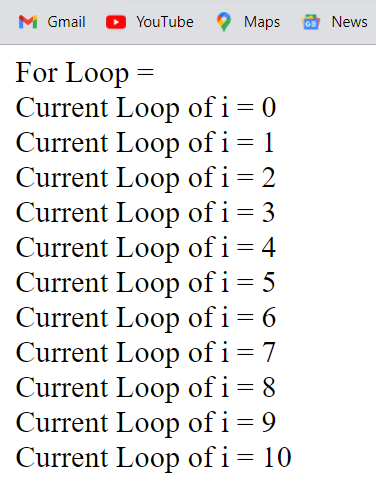 Gmail YouTube Maps News
For Loop =
Current Loop of i = 0
Current Loop of i = 1
Current Loop of i = 2
Current Loop of i = 3
Current Loop of i = 4
Current Loop of i = 5
Current Loop of i = 6
Current Loop of i = 7
Current Loop of i = 8
Current Loop of i = 9
Current Loop of i = 10